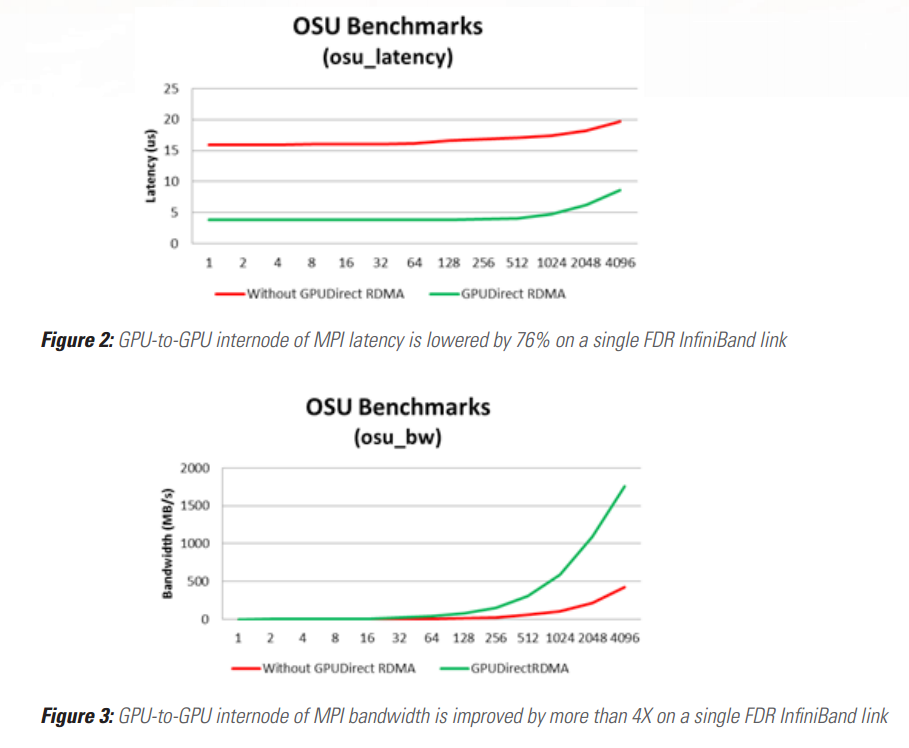 OSU Benchmarks
(osu_latency)
Latency (us)
25
20
15
10
5
0
1 2 4 8 16 32 64 128 256 512 1024 2048 4096
Without GPUDirect RDMA GPUDirect RDMA
Figure 2: GPU-to-GPU internode of MPI latency is lowered by 76% on a single FDR InfiniBand link
OSU Benchmarks
(osu_bw)
Bandwidth (MB/s)
2000
1500
1000
500
0
1 2 4 8 16 32 64 128 256 512 1024 2048 4096
Without GPUDirect RDMA GPUDirectRDMA
Figure 3: GPU-to-GPU internode of MPI bandwidth is improved by more than 4X on a single FDR InfiniBand link